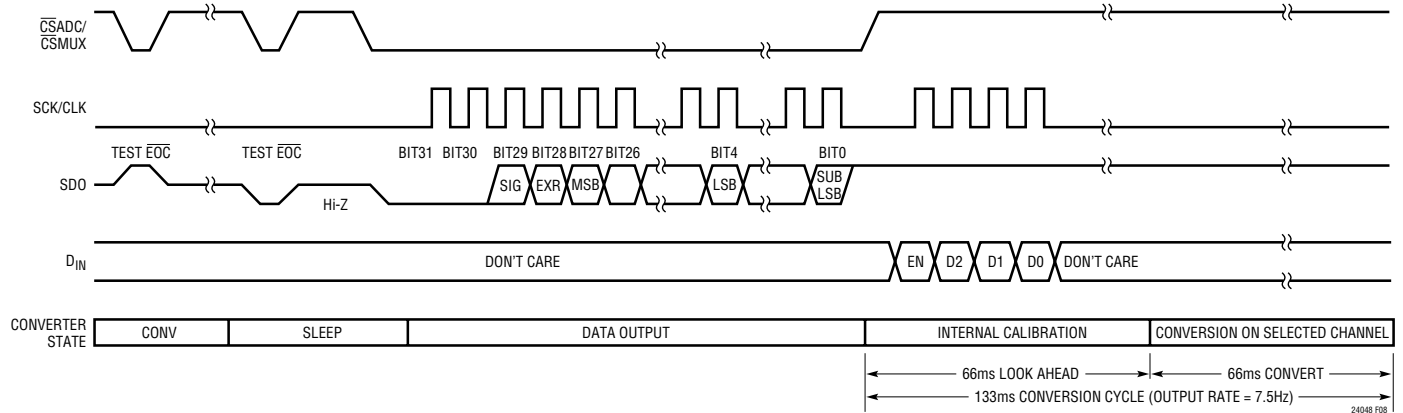 CSADC/
CSMUX
SCK/CLK
TEST EOC TEST EOC BIT31 BIT30 BIT29 BIT28 BIT27 BIT26 BIT4 BIT0
SDO Hi-Z SIG EXR MSB LSB SUB LSB
DIN DON'T CARE EN D2 D1 D0 DON'T CARE
CONVERTER STATE CONV SLEEP DATA OUTPUT INTERNAL CALIBRATION CONVERSION ON SELECTED CHANNEL
66ms LOOK AHEAD 66ms CONVERT
133ms CONVERSION CYCLE (OUTPUT RATE = 7.5Hz)
24048 F08